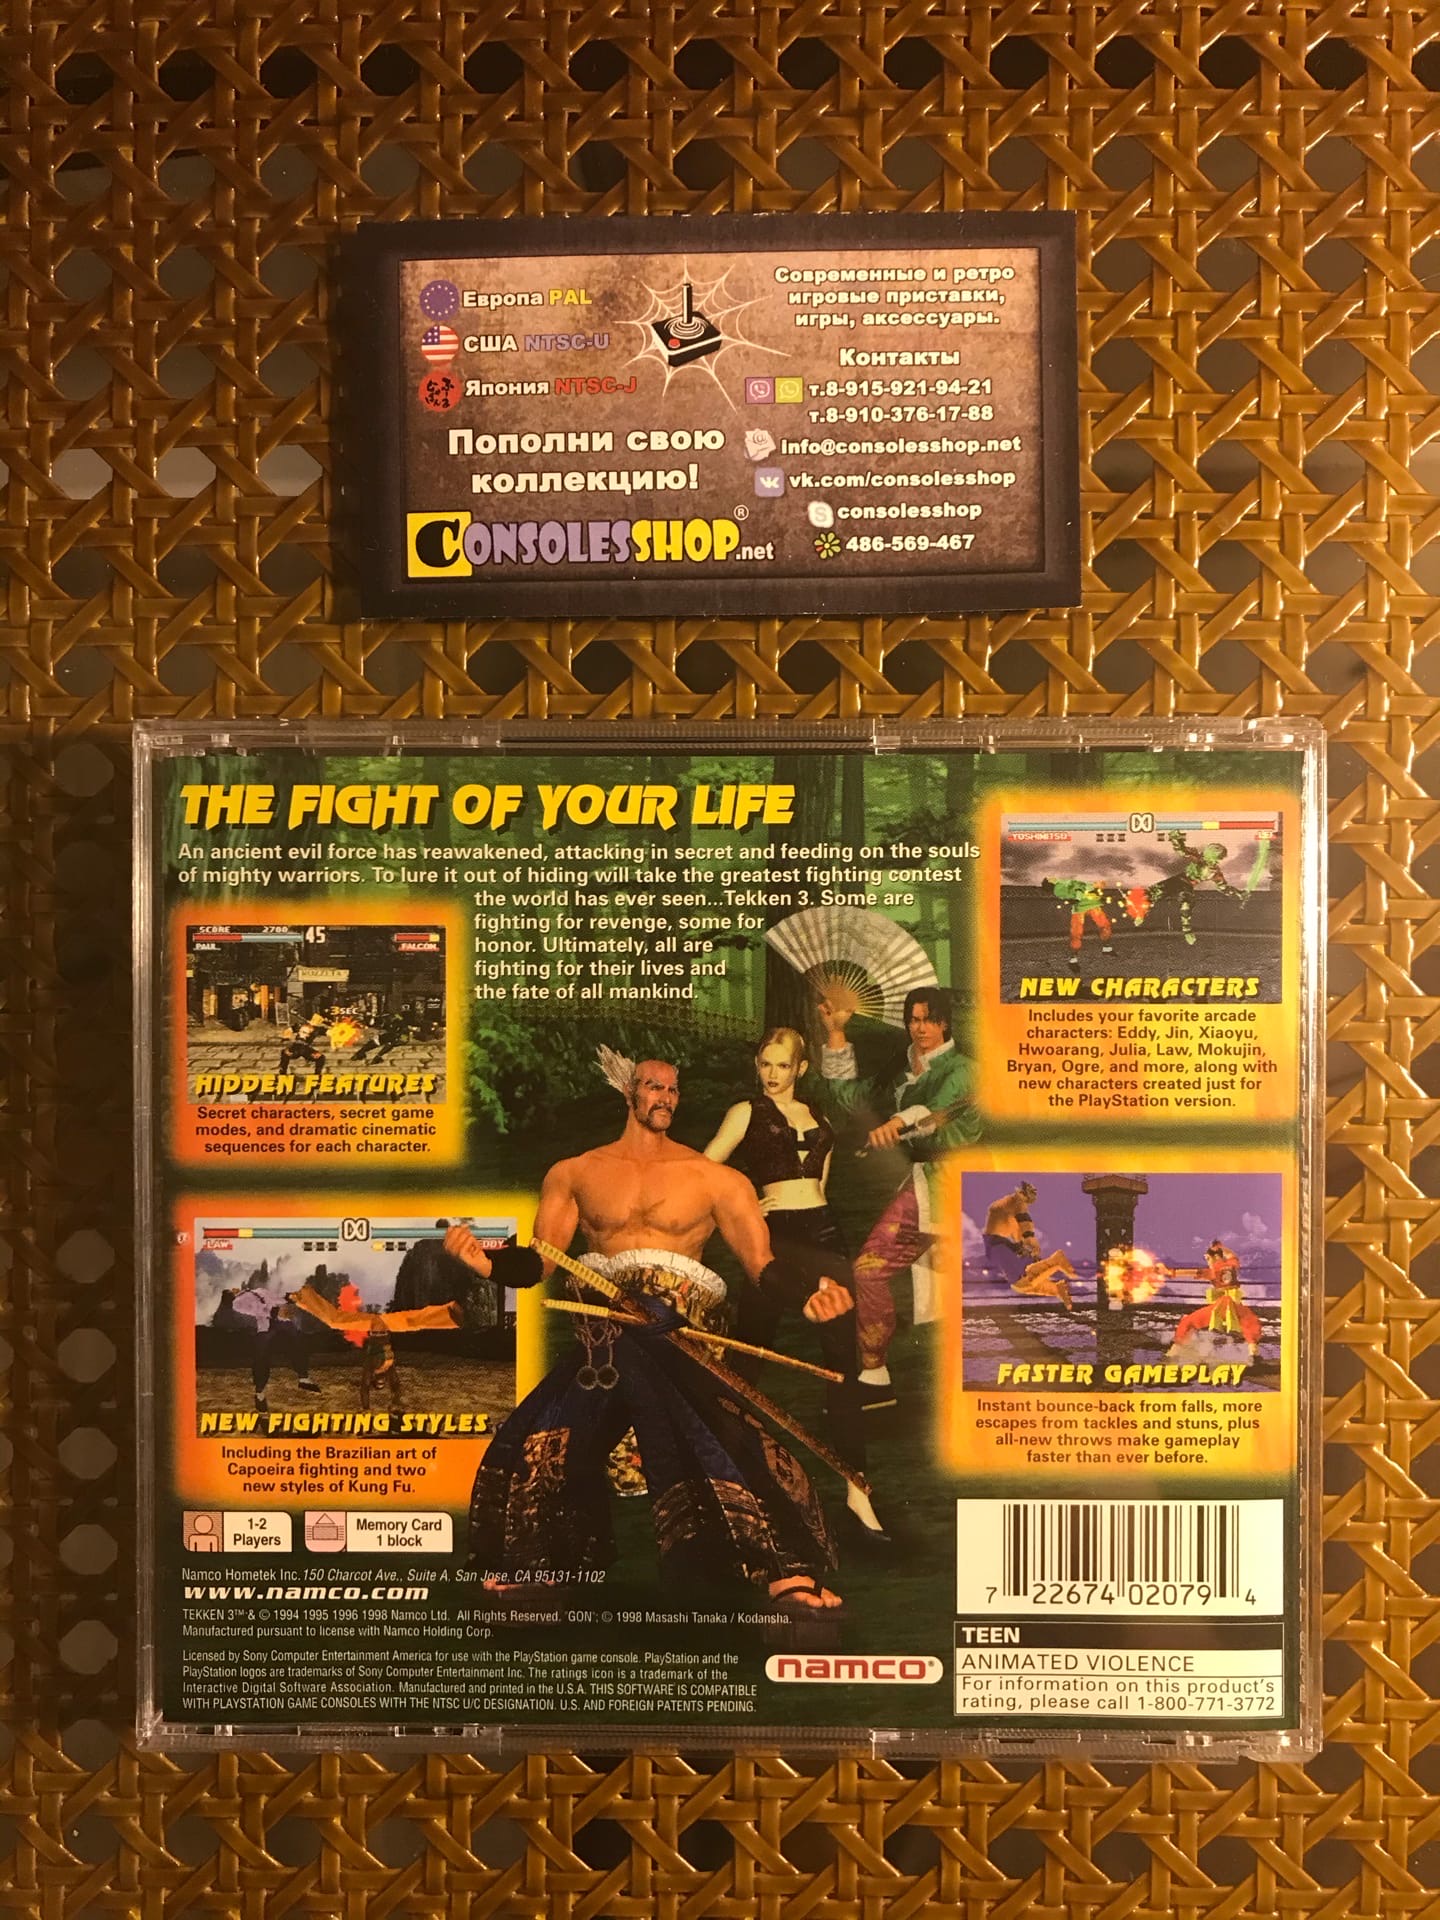 Европа PAL
США NTSC-U
Япония NTSC-J
Пополни свою
коллекцию!
CONSOLESSHOP.net
®
Современные и ретро
игровые приставки,
игры, аксессуары.
Контакты
т.8-915-921-94-21
т.8-910-376-17-88
info@consolesshop.net
vk.com/consolesshop
consolesshop
486-569-467
THE FIGHT OF YOUR LIFE
An ancient evil force has reawakened, attacking in secret and feeding on the souls
of mighty warriors. To lure it out of hiding will take the greatest fighting contest
the world has ever seen...Tekken 3. Some are
fighting for revenge, some for
honor. Ultimately, all are
fighting for their lives and
the fate of all mankind.
SCORE 2700 45
PAUL FALCON
3SEC
HIDDEN FEATURES
Secret characters, secret game
modes, and dramatic cinematic
sequences for each character.
YOSHIMITSU LEI
NEW CHARACTERS
Includes your favorite arcade
characters: Eddy, Jin, Xiaoyu,
Hwoarang, Julia, Law, Mokujin,
Bryan, Ogre, and more, along with
new characters created just for
the PlayStation version.
LAW EDDY
NEW FIGHTING STYLES
Including the Brazilian art of
Capoeira fighting and two
new styles of Kung Fu.
FASTER GAMEPLAY
Instant bounce-back from falls, more
escapes from tackles and stuns, plus
all-new throws make gameplay
faster than ever before.
1-2
Players
Memory Card
1 block
Namco Hometek Inc. 150 Charcot Ave., Suite A, San Jose, CA 95131-1102
www.namco.com
TEKKEN 3™ & © 1994 1995 1996 1998 Namco Ltd. All Rights Reserved. "GON"; © 1998 Masashi Tanaka / Kodansha.
Manufactured pursuant to license with Namco Holding Corp.
Licensed by Sony Computer Entertainment America for use with the PlayStation game console. PlayStation and the
PlayStation logos are trademarks of Sony Computer Entertainment Inc. The ratings icon is a trademark of the
Interactive Digital Software Association. Manufactured and printed in the U.S.A. THIS SOFTWARE IS COMPATIBLE
WITH PLAYSTATION GAME CONSOLES WITH THE NTSC U/C DESIGNATION. U.S. AND FOREIGN PATENTS PENDING.
namco®
7 22674 02079 4
TEEN
ANIMATED VIOLENCE
For information on this product's
rating, please call 1-800-771-3772